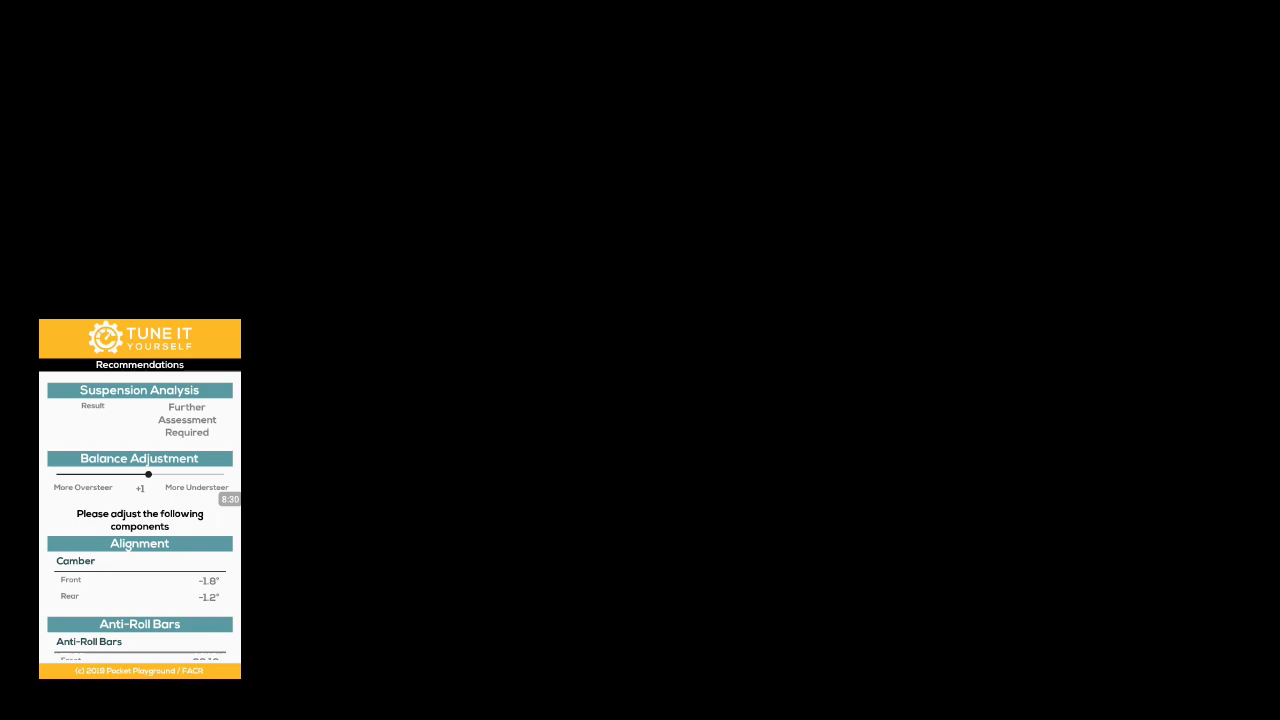 TUNE IT
YOURSELF
Recommendations
Suspension Analysis
Result
Further
Assessment
Required
Balance Adjustment
More Oversteer
+1
More Understeer
8:30
Please adjust the following
components
Alignment
Camber
Front -1.8°
Rear -1.2°
Anti-Roll Bars
Anti-Roll Bars
Front
(c) 2019 Pocket Playground / FACR